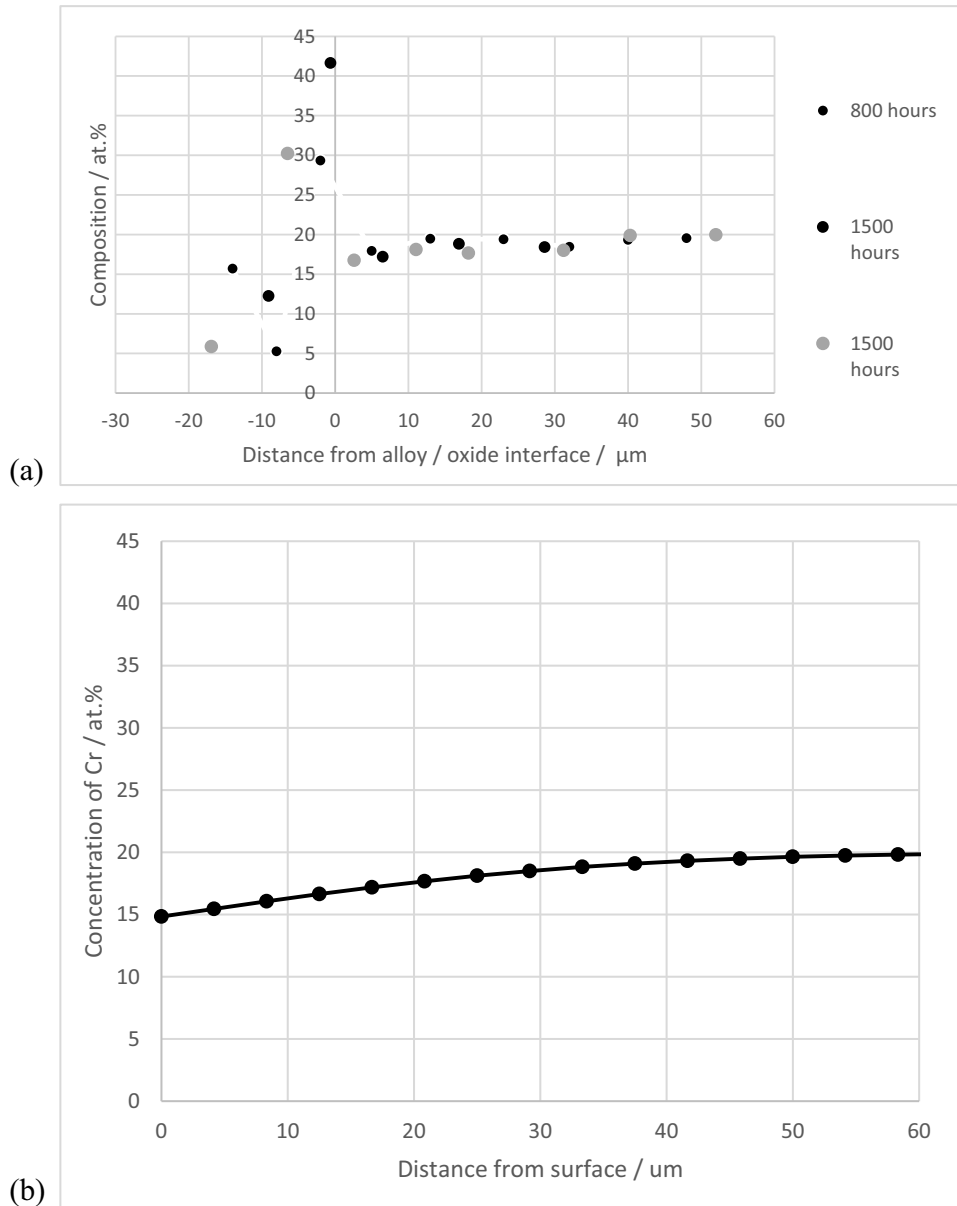 45
40
35
30
25
20
15
10
5
0
Composition / at.%
-30 -20 -10 0 10 20 30 40 50 60
Distance from alloy / oxide interface / µm
800 hours
1500
hours
1500
hours
(a)
45
40
35
30
25
20
15
10
5
0
Concentration of Cr / at.%
0 10 20 30 40 50 60
Distance from surface / um
(b)